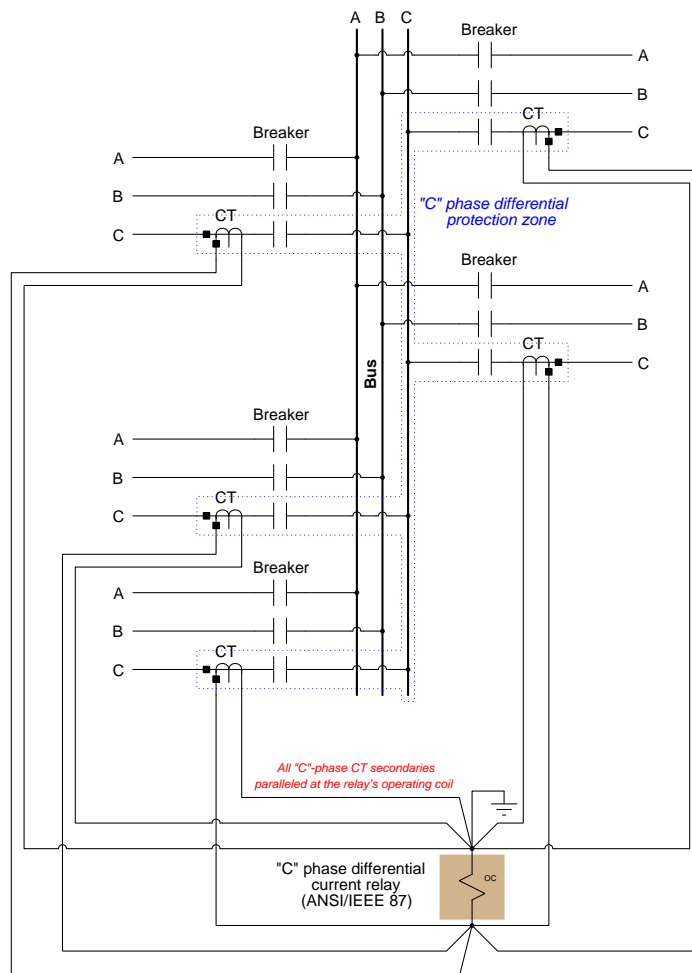 A B C
Breaker
A
B
CT
C
Breaker
A
B
CT
C
"C" phase differential
protection zone
Breaker
A
B
CT
C
Bus
Breaker
A
B
CT
C
Breaker
A
B
CT
C
All "C"-phase CT secondaries
paralleled at the relay's operating coil
"C" phase differential
current relay
(ANSI/IEEE 87)
OC